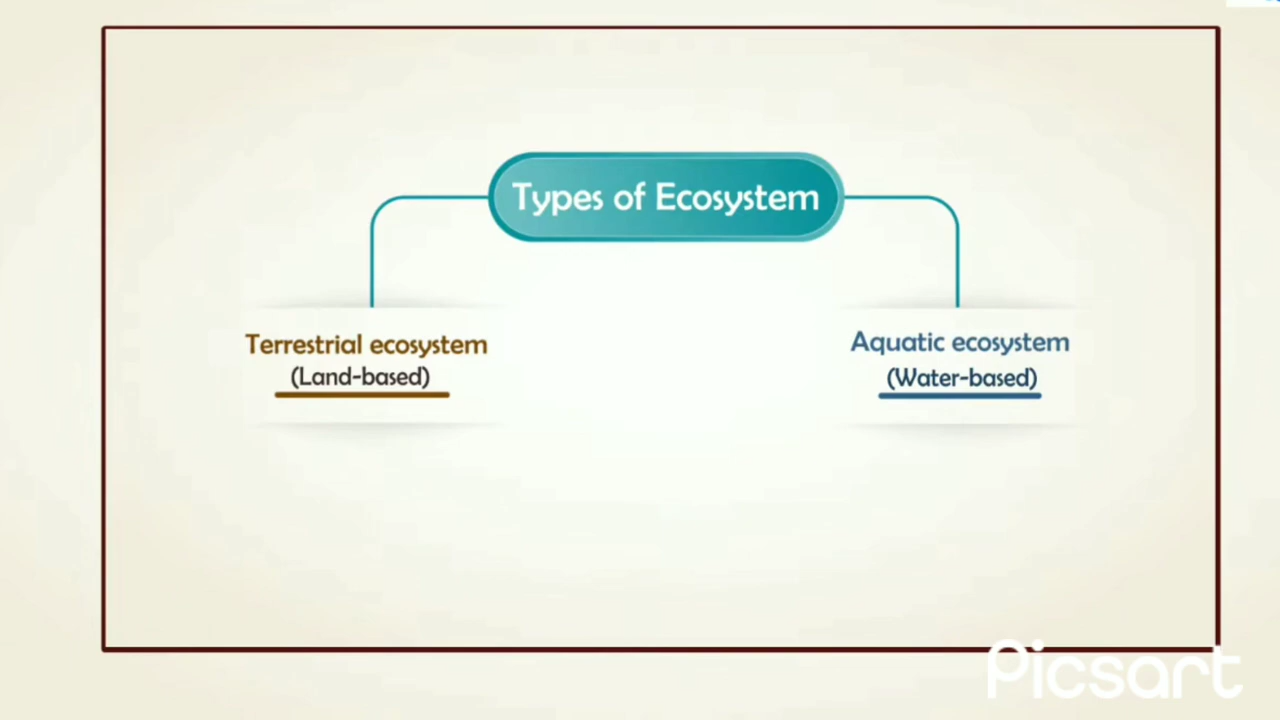 Types of Ecosystem
Terrestrial ecosystem
(Land-based)
Aquatic ecosystem
(Water-based)
Picsart